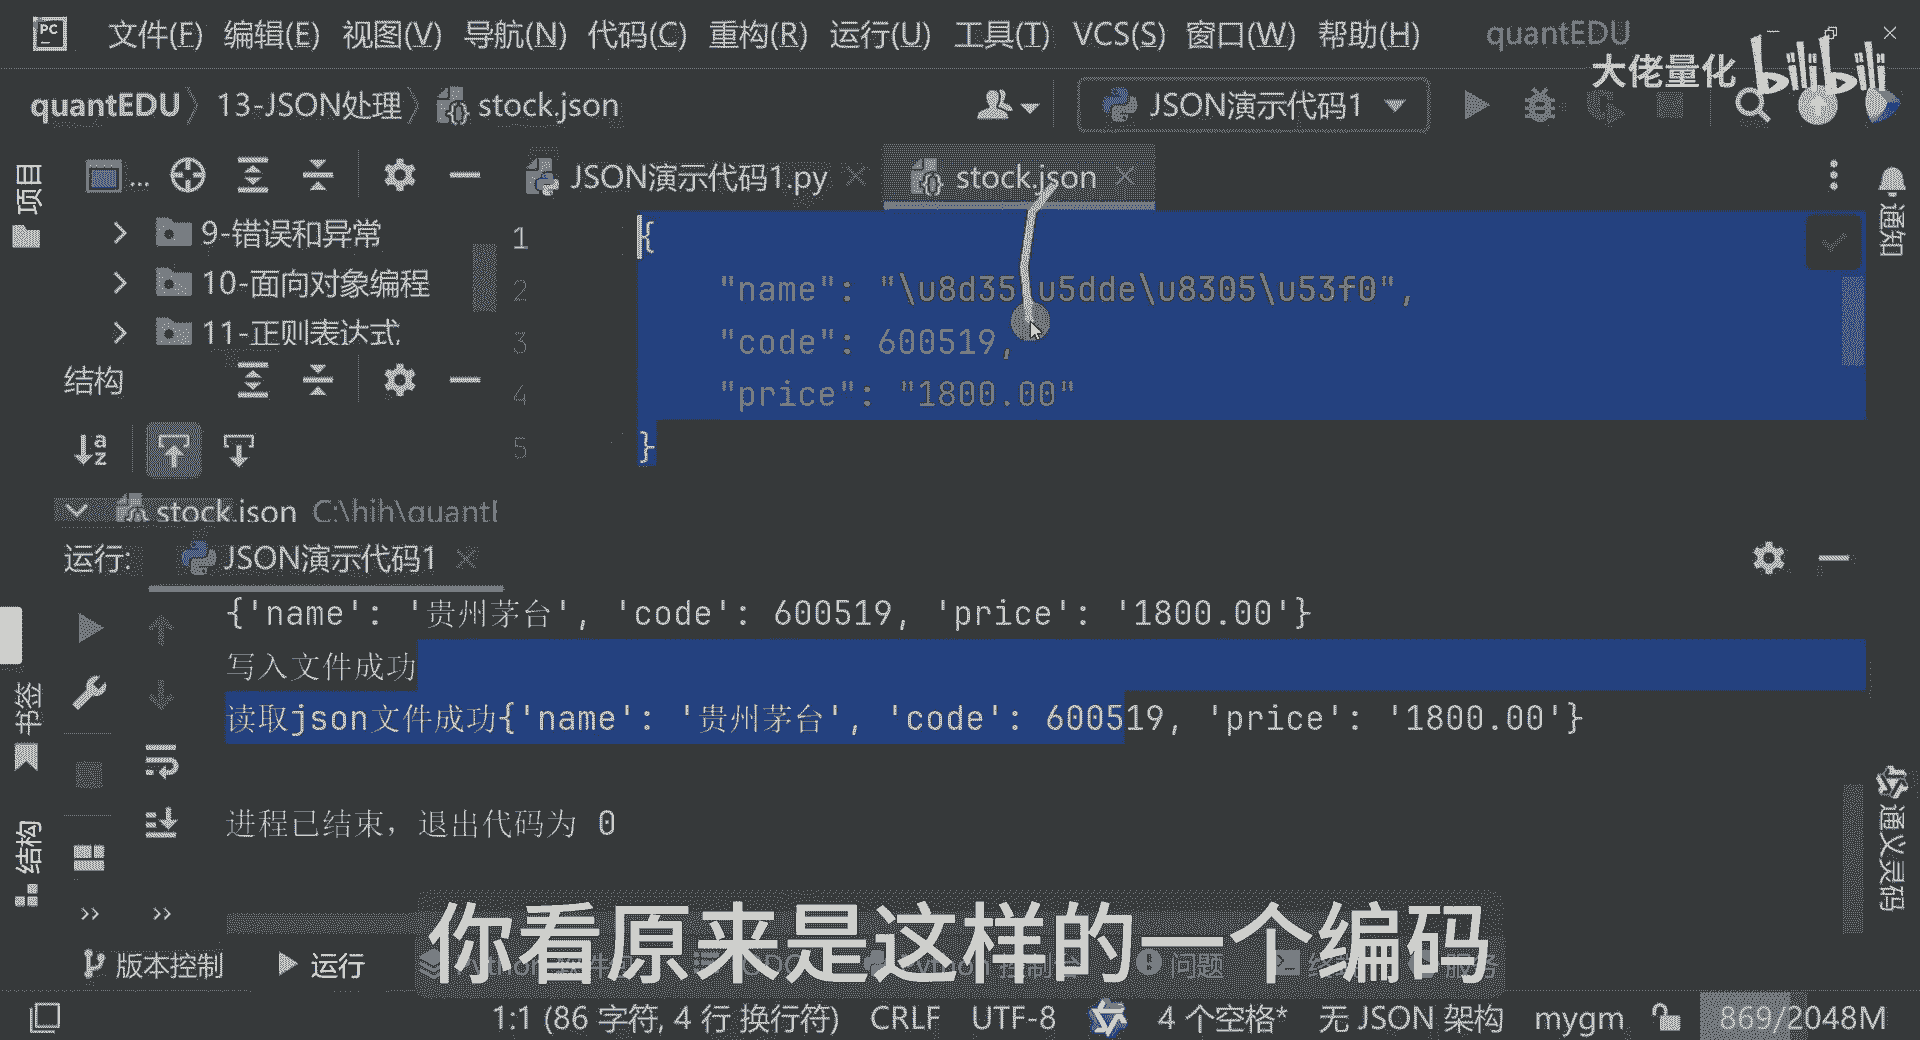 文件(F) 编辑(E) 视图(V) 导航(N) 代码(C) 重构(R) 运行(U) 工具(T) VCS(S) 窗口(W) 帮助(H) quantEDU
大佬量化 bilibili
quantEDU 13-JSON处理 stock.json JSON演示代码1
项目
... JSON演示代码1.py stock.json
9-错误和异常
10-面向对象编程
11-正则表达式
结构
stock.json
1 {
2 "name": "\u8d35\u5dde\u8305\u53f0",
3 "code": 600519,
4 "price": "1800.00"
5 }
通知
运行: JSON演示代码1
{'name': '贵州茅台', 'code': 600519, 'price': '1800.00'}
写入文件成功
读取json文件成功{'name': '贵州茅台', 'code': 600519, 'price': '1800.00'}
进程已结束，退出代码为 0
书签
结构
通义灵码
你看原来是这样的一个编码
版本控制 运行 问题 服务
1:1 (86 字符, 4 行 换行符) CRLF UTF-8 4 个空格* 无 JSON 架构 mygm 869/2048M